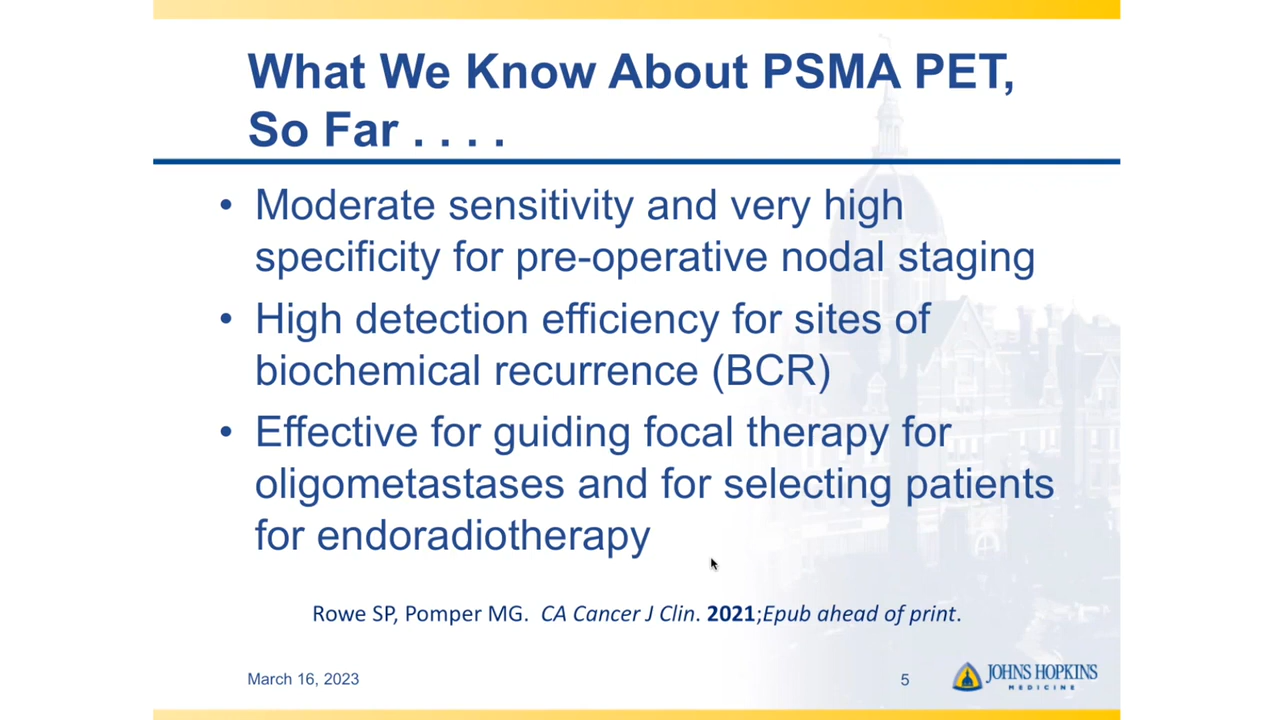 What We Know About PSMA PET,
So Far . . . .
• Moderate sensitivity and very high
specificity for pre-operative nodal staging
• High detection efficiency for sites of
biochemical recurrence (BCR)
• Effective for guiding focal therapy for
oligometastases and for selecting patients
for endoradiotherapy
Rowe SP, Pomper MG. CA Cancer J Clin. 2021;Epub ahead of print.
March 16, 2023
5
JOHNS HOPKINS
MEDICINE